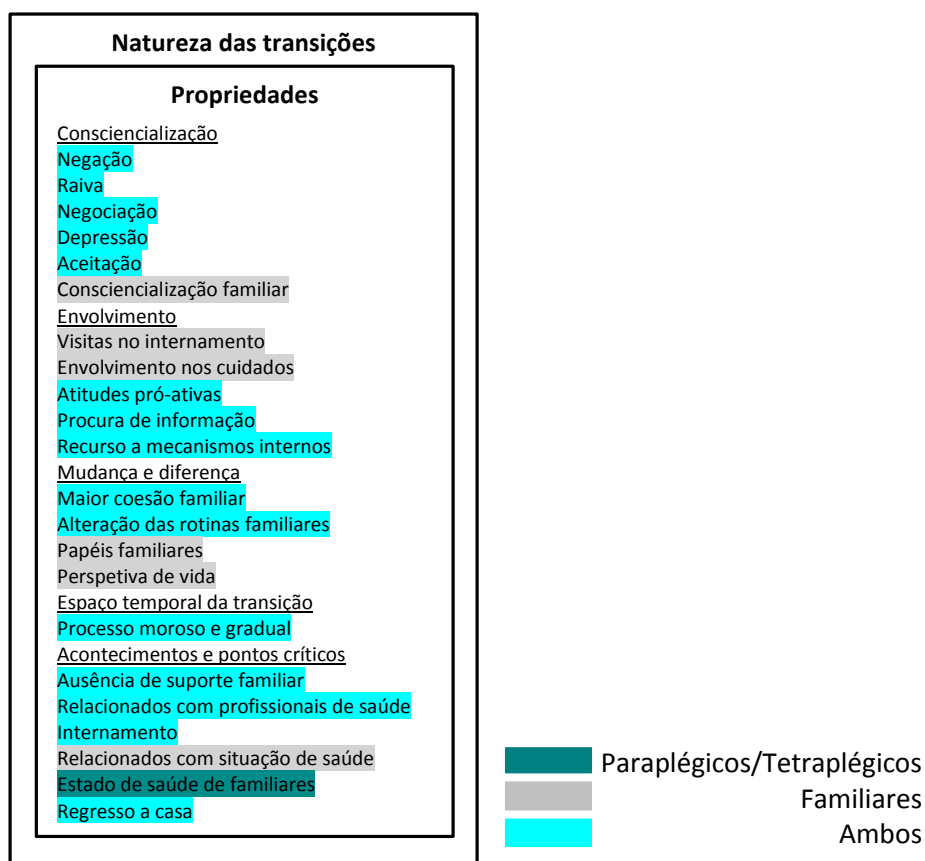 Natureza das transições
Propriedades
Consciencialização
Negação
Raiva
Negociação
Depressão
Aceitação
Consciencialização familiar
Envolvimento
Visitas no internamento
Envolvimento nos cuidados
Atitudes pró-ativas
Procura de informação
Recurso a mecanismos internos
Mudança e diferença
Maior coesão familiar
Alteração das rotinas familiares
Papéis familiares
Perspetiva de vida
Espaço temporal da transição
Processo moroso e gradual
Acontecimentos e pontos críticos
Ausência de suporte familiar
Relacionados com profissionais de saúde
Internamento
Relacionados com situação de saúde
Estado de saúde de familiares
Regresso a casa
Paraplégicos/Tetraplégicos
Familiares
Ambos